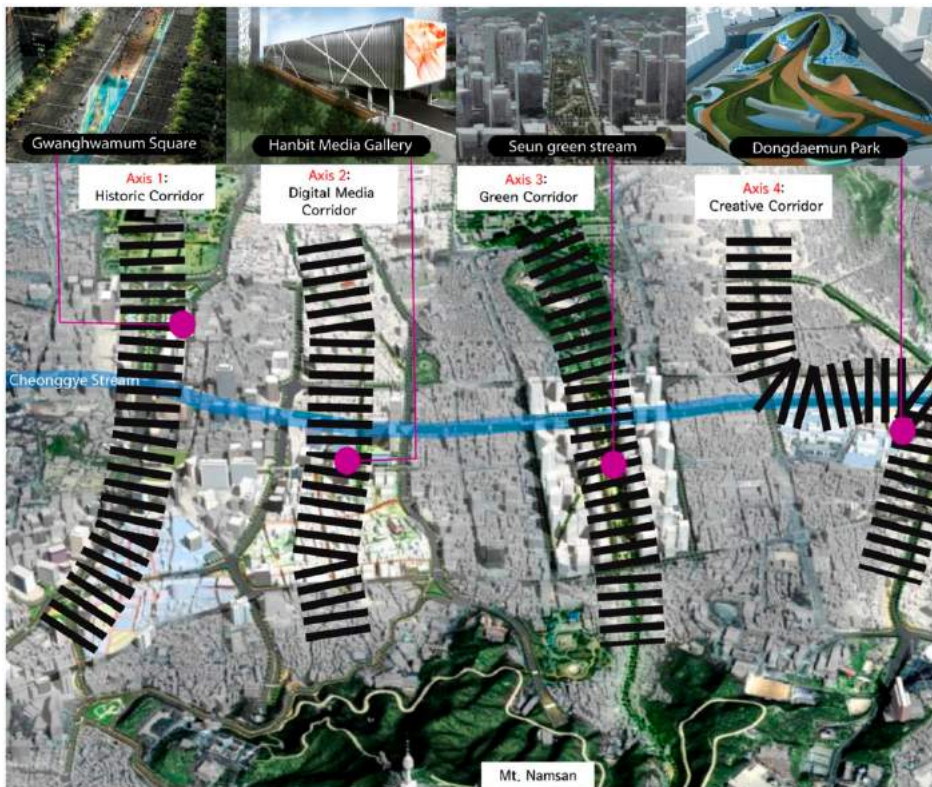 Gwanghwamum Square
Hanbit Media Gallery
Seun green stream
Dongdaemun Park
Axis 1:
Historic Corridor
Axis 2:
Digital Media
Corridor
Axis 3:
Green Corridor
Axis 4:
Creative Corridor
Cheonggye Stream
Mt. Namsan